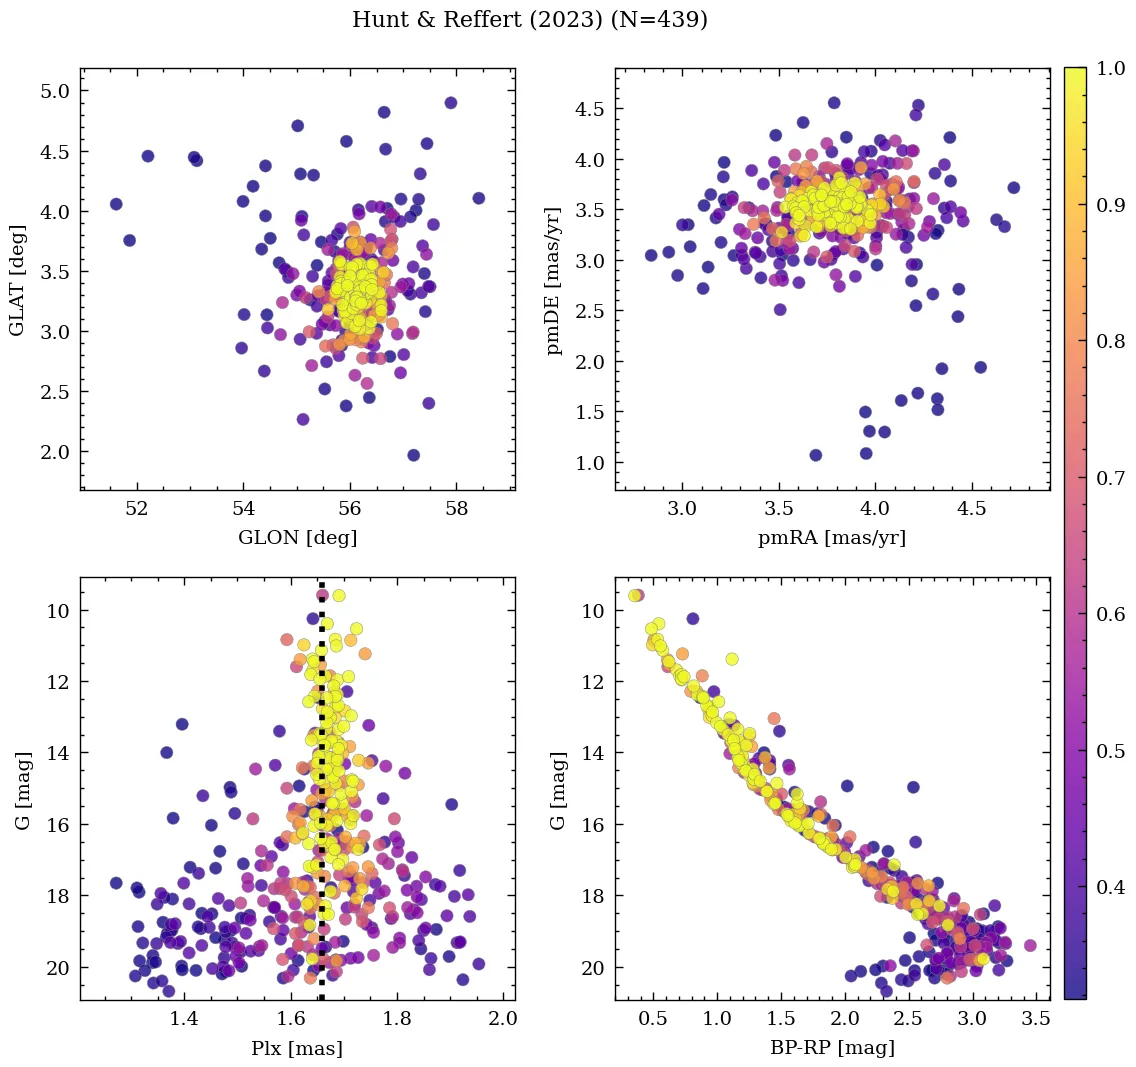 Hunt & Reffert (2023) (N=439)
5.0
4.5
4.0
3.5
3.0
2.5
2.0
GLAT [deg]
52 54 56 58
GLON [deg]
4.5
4.0
3.5
3.0
2.5
2.0
1.5
1.0
pmDE [mas/yr]
3.0 3.5 4.0 4.5
pmRA [mas/yr]
1.0
0.9
0.8
0.7
0.6
0.5
0.4
10
12
14
16
18
20
G [mag]
1.4 1.6 1.8 2.0
Plx [mas]
10
12
14
16
18
20
G [mag]
0.5 1.0 1.5 2.0 2.5 3.0 3.5
BP-RP [mag]